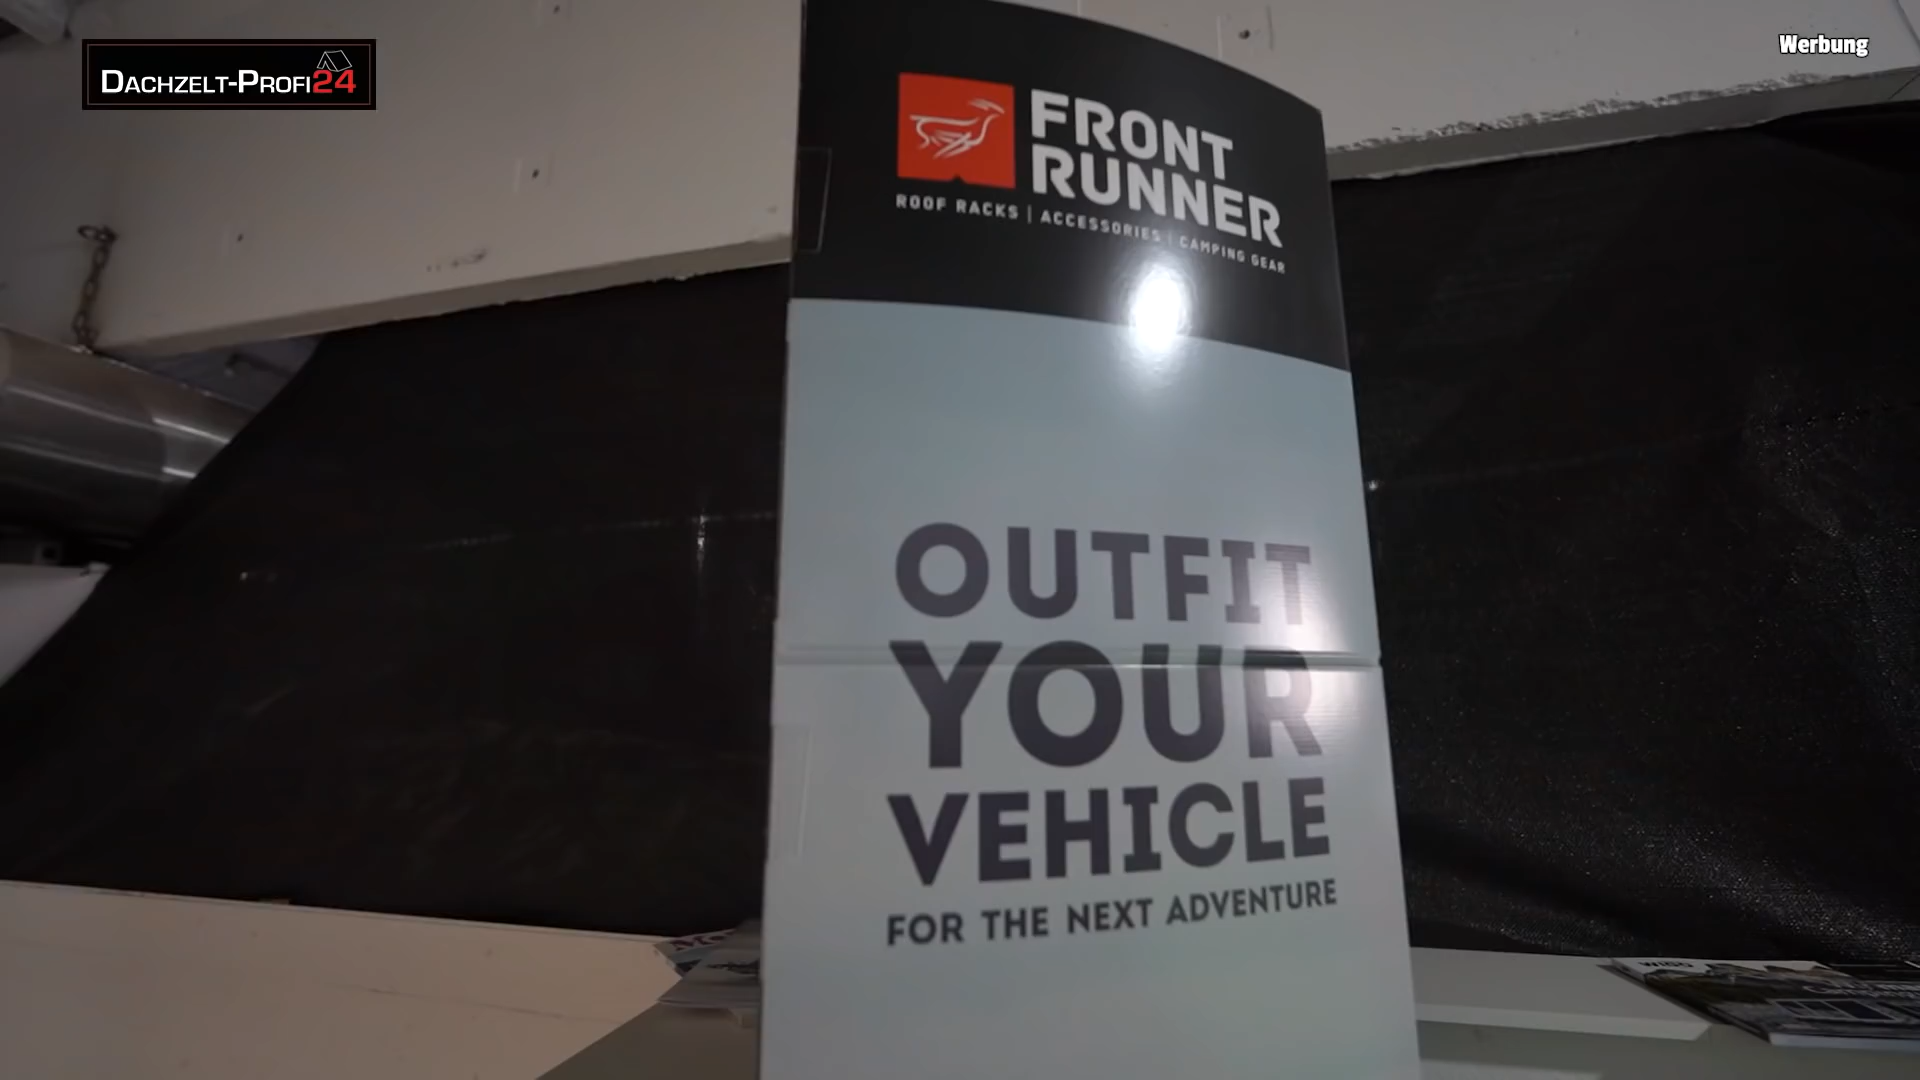 DACHZELT-PROFI24
Werbung
FRONT
RUNNER
ROOF RACKS | ACCESSORIES | CAMPING GEAR
OUTFIT
YOUR
VEHICLE
FOR THE NEXT ADVENTURE